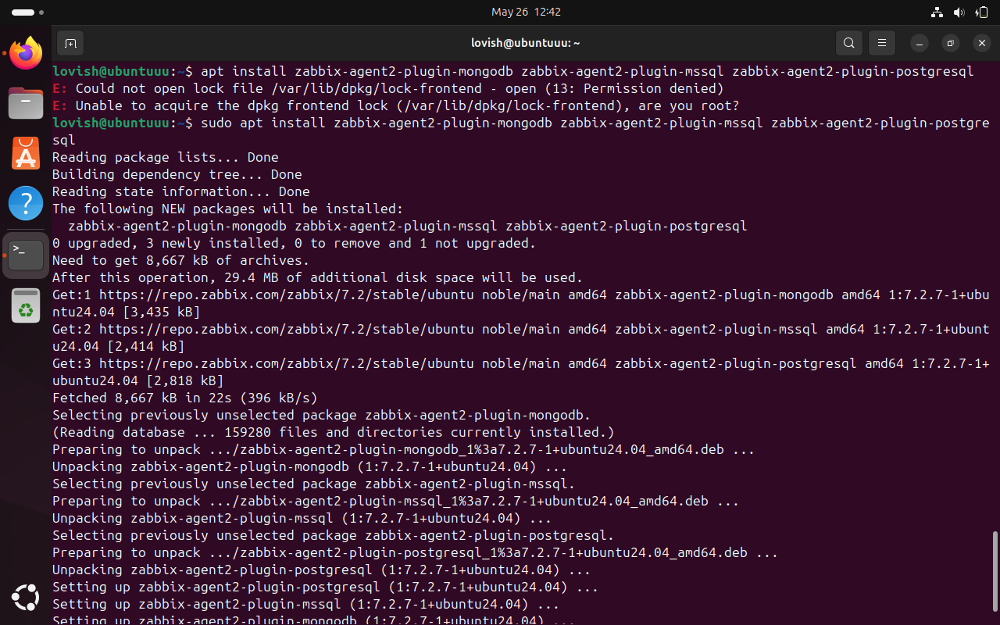 May 26 12:42
lovish@ubuntuuu: ~
lovish@ubuntuuu:~$ apt install zabbix-agent2-plugin-mongodb zabbix-agent2-plugin-mssql zabbix-agent2-plugin-postgresql
E: Could not open lock file /var/lib/dpkg/lock-frontend - open (13: Permission denied)
E: Unable to acquire the dpkg frontend lock (/var/lib/dpkg/lock-frontend), are you root?
lovish@ubuntuuu:~$ sudo apt install zabbix-agent2-plugin-mongodb zabbix-agent2-plugin-mssql zabbix-agent2-plugin-postgre
sql
Reading package lists... Done
Building dependency tree... Done
Reading state information... Done
The following NEW packages will be installed:
  zabbix-agent2-plugin-mongodb zabbix-agent2-plugin-mssql zabbix-agent2-plugin-postgresql
0 upgraded, 3 newly installed, 0 to remove and 1 not upgraded.
Need to get 8,667 kB of archives.
After this operation, 29.4 MB of additional disk space will be used.
Get:1 https://repo.zabbix.com/zabbix/7.2/stable/ubuntu noble/main amd64 zabbix-agent2-plugin-mongodb amd64 1:7.2.7-1+ubu
ntu24.04 [3,435 kB]
Get:2 https://repo.zabbix.com/zabbix/7.2/stable/ubuntu noble/main amd64 zabbix-agent2-plugin-mssql amd64 1:7.2.7-1+ubunt
u24.04 [2,414 kB]
Get:3 https://repo.zabbix.com/zabbix/7.2/stable/ubuntu noble/main amd64 zabbix-agent2-plugin-postgresql amd64 1:7.2.7-1+
ubuntu24.04 [2,818 kB]
Fetched 8,667 kB in 22s (396 kB/s)
Selecting previously unselected package zabbix-agent2-plugin-mongodb.
(Reading database ... 159280 files and directories currently installed.)
Preparing to unpack .../zabbix-agent2-plugin-mongodb_1%3a7.2.7-1+ubuntu24.04_amd64.deb ...
Unpacking zabbix-agent2-plugin-mongodb (1:7.2.7-1+ubuntu24.04) ...
Selecting previously unselected package zabbix-agent2-plugin-mssql.
Preparing to unpack .../zabbix-agent2-plugin-mssql_1%3a7.2.7-1+ubuntu24.04_amd64.deb ...
Unpacking zabbix-agent2-plugin-mssql (1:7.2.7-1+ubuntu24.04) ...
Selecting previously unselected package zabbix-agent2-plugin-postgresql.
Preparing to unpack .../zabbix-agent2-plugin-postgresql_1%3a7.2.7-1+ubuntu24.04_amd64.deb ...
Unpacking zabbix-agent2-plugin-postgresql (1:7.2.7-1+ubuntu24.04) ...
Setting up zabbix-agent2-plugin-postgresql (1:7.2.7-1+ubuntu24.04) ...
Setting up zabbix-agent2-plugin-mssql (1:7.2.7-1+ubuntu24.04) ...
Setting up zabbix-agent2-plugin-mongodb (1:7.2.7-1+ubuntu24.04) ...